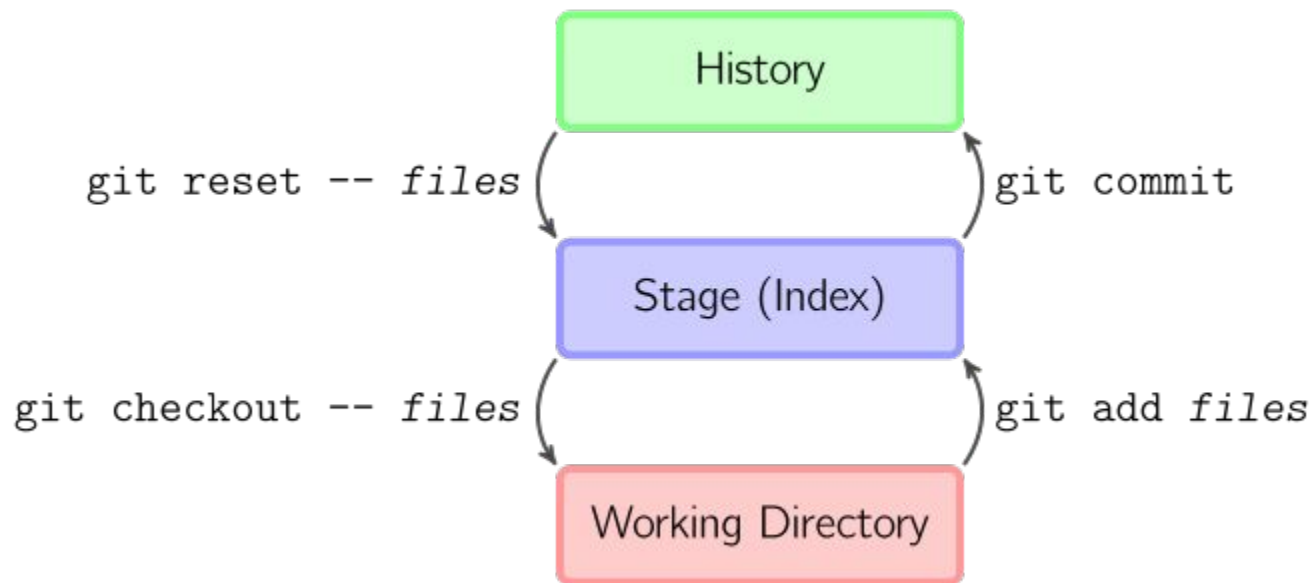 History
git reset -- files
git commit
Stage (Index)
git checkout -- files
git add files
Working Directory